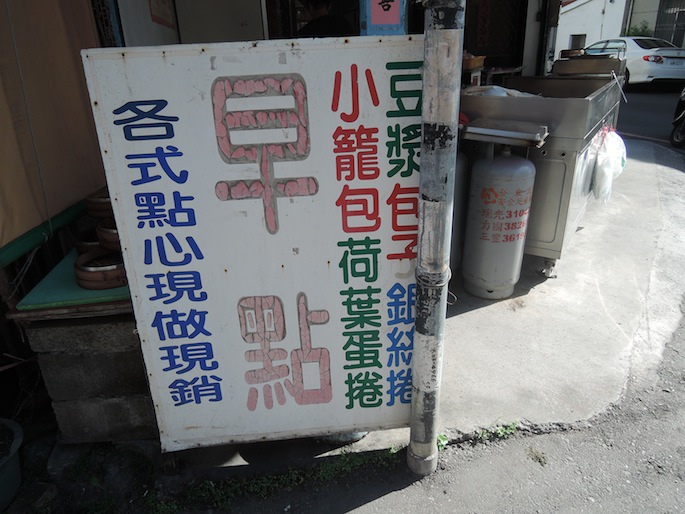 豆漿包子銀絲捲
小籠包荷葉蛋捲
早點
各式點心現做現銷